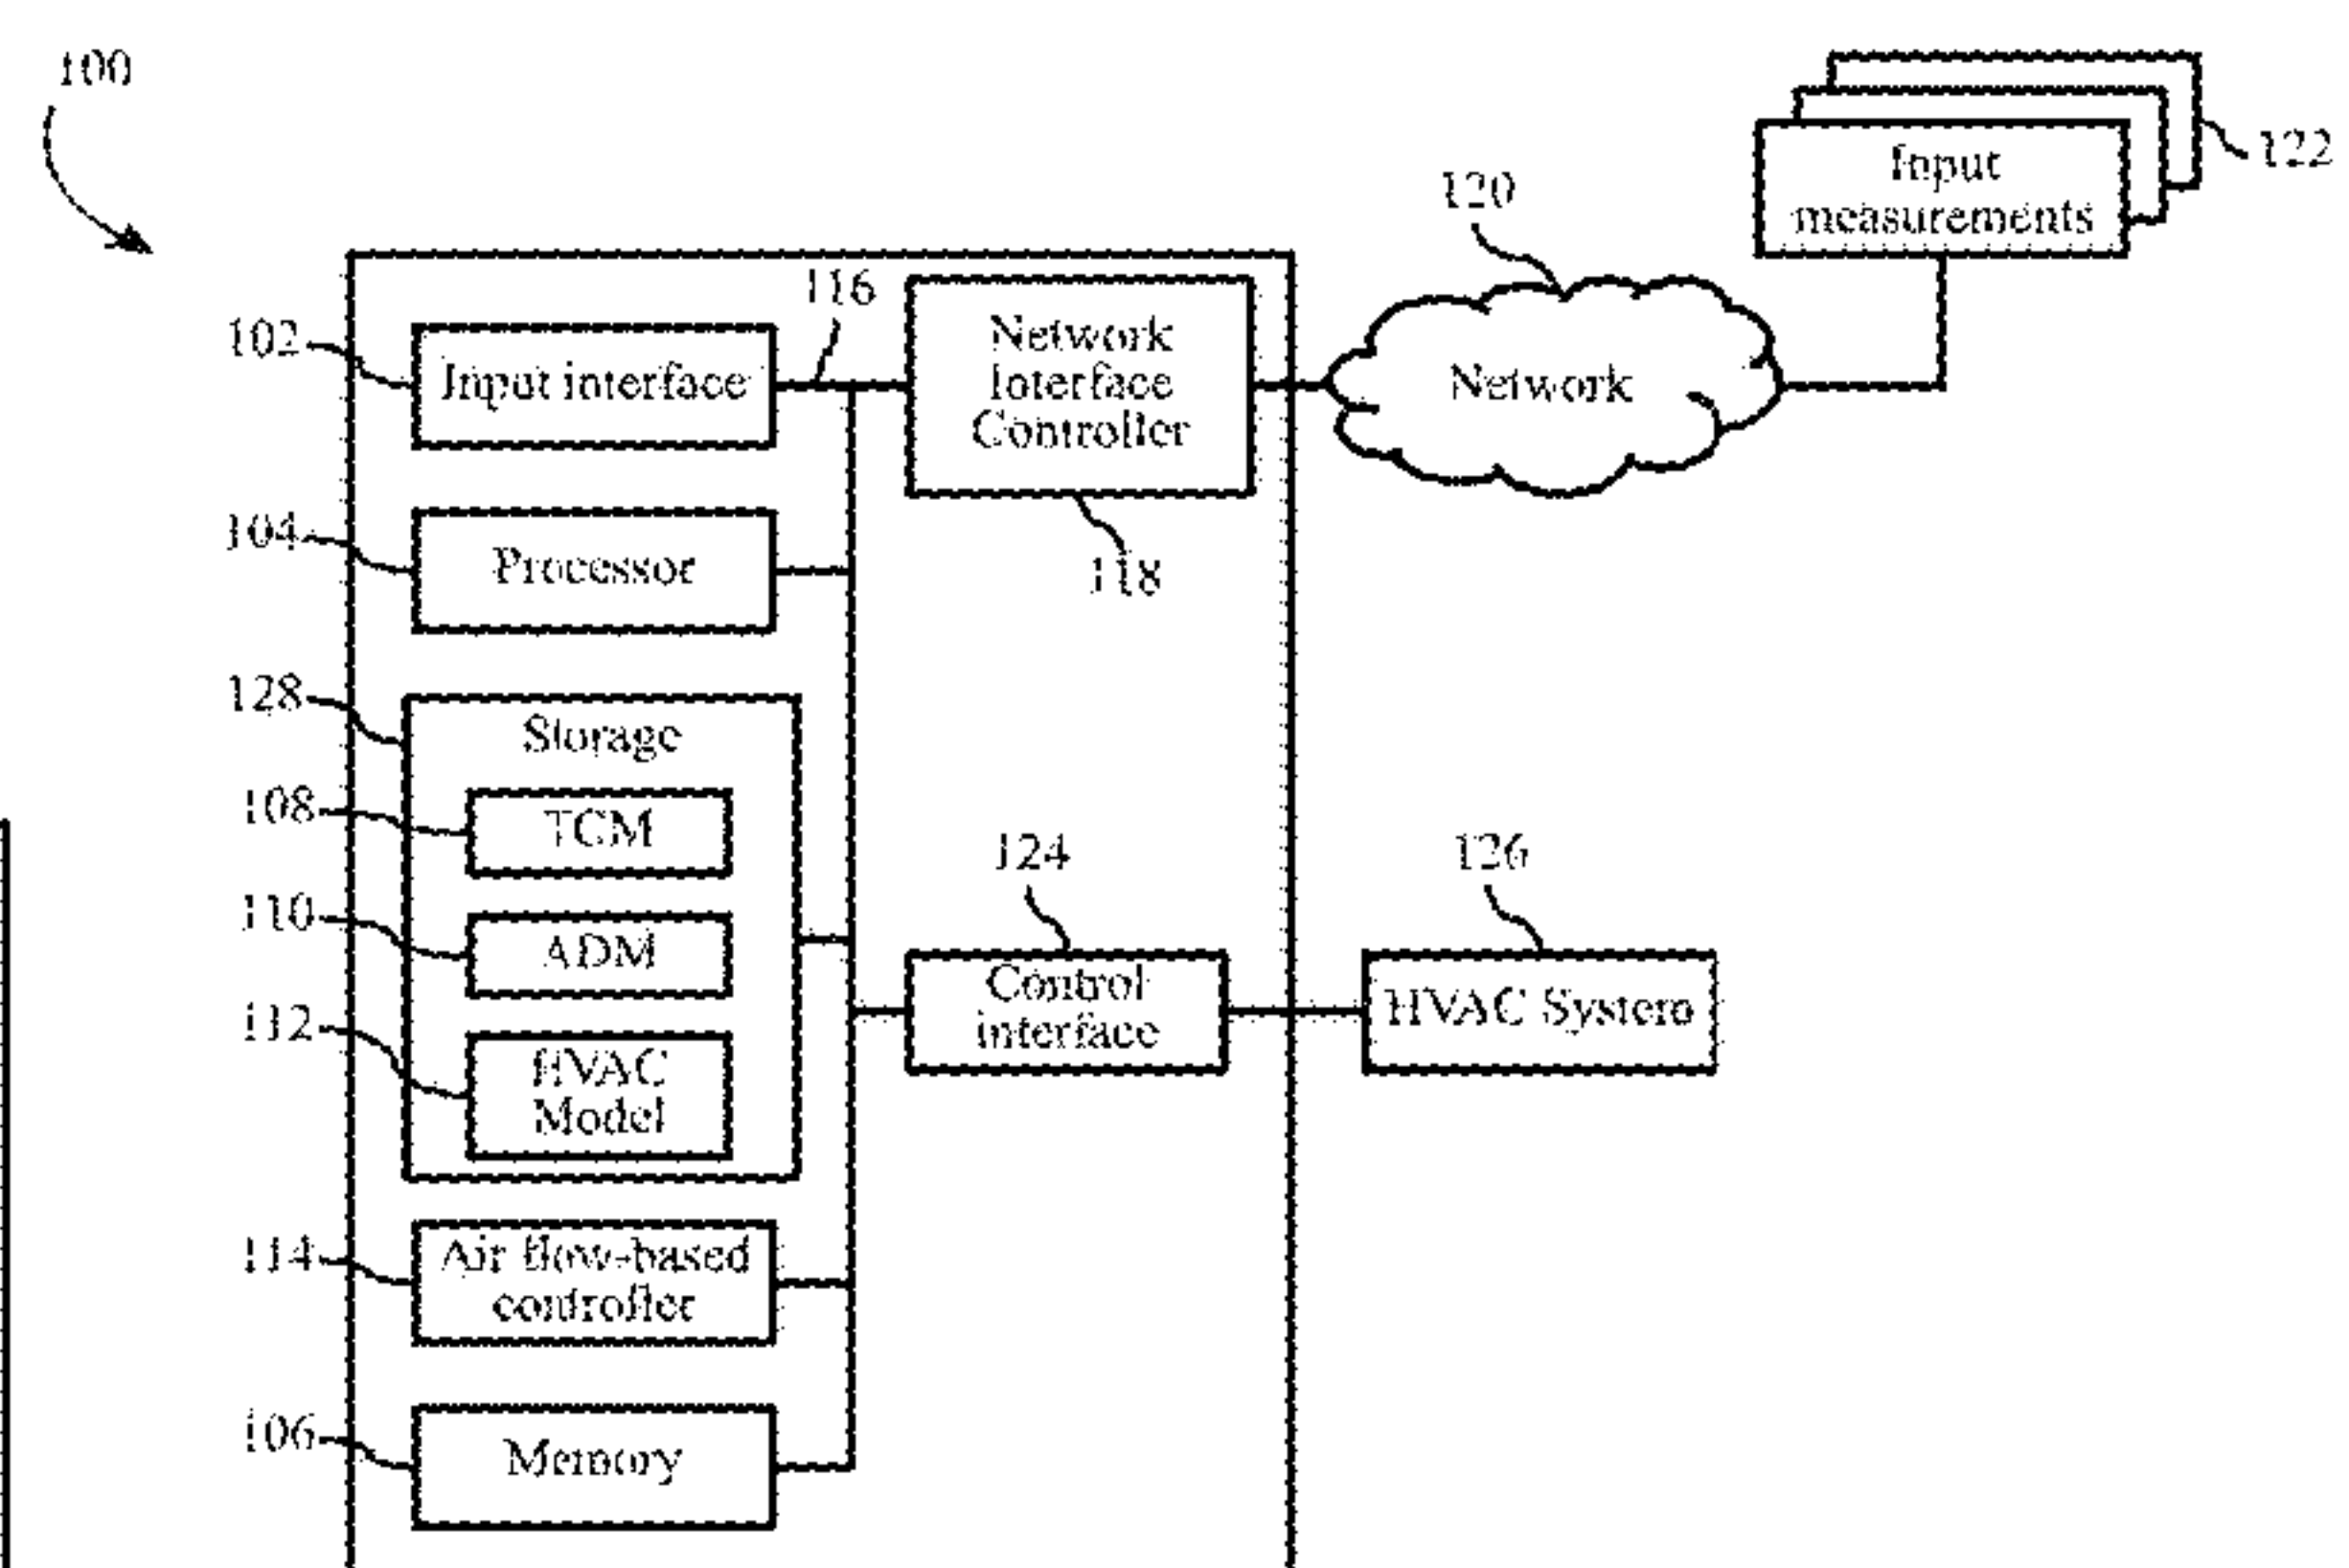 100
122
Input
measurements
120
116
102
Input interface
Network
Interface
Controller
Network
104
Processor
118
128
Storage
108
TCM
124
126
110
ADM
Control
interface
HVAC System
112
HVAC
Model
114
Air flow-based
controller
106
Memory